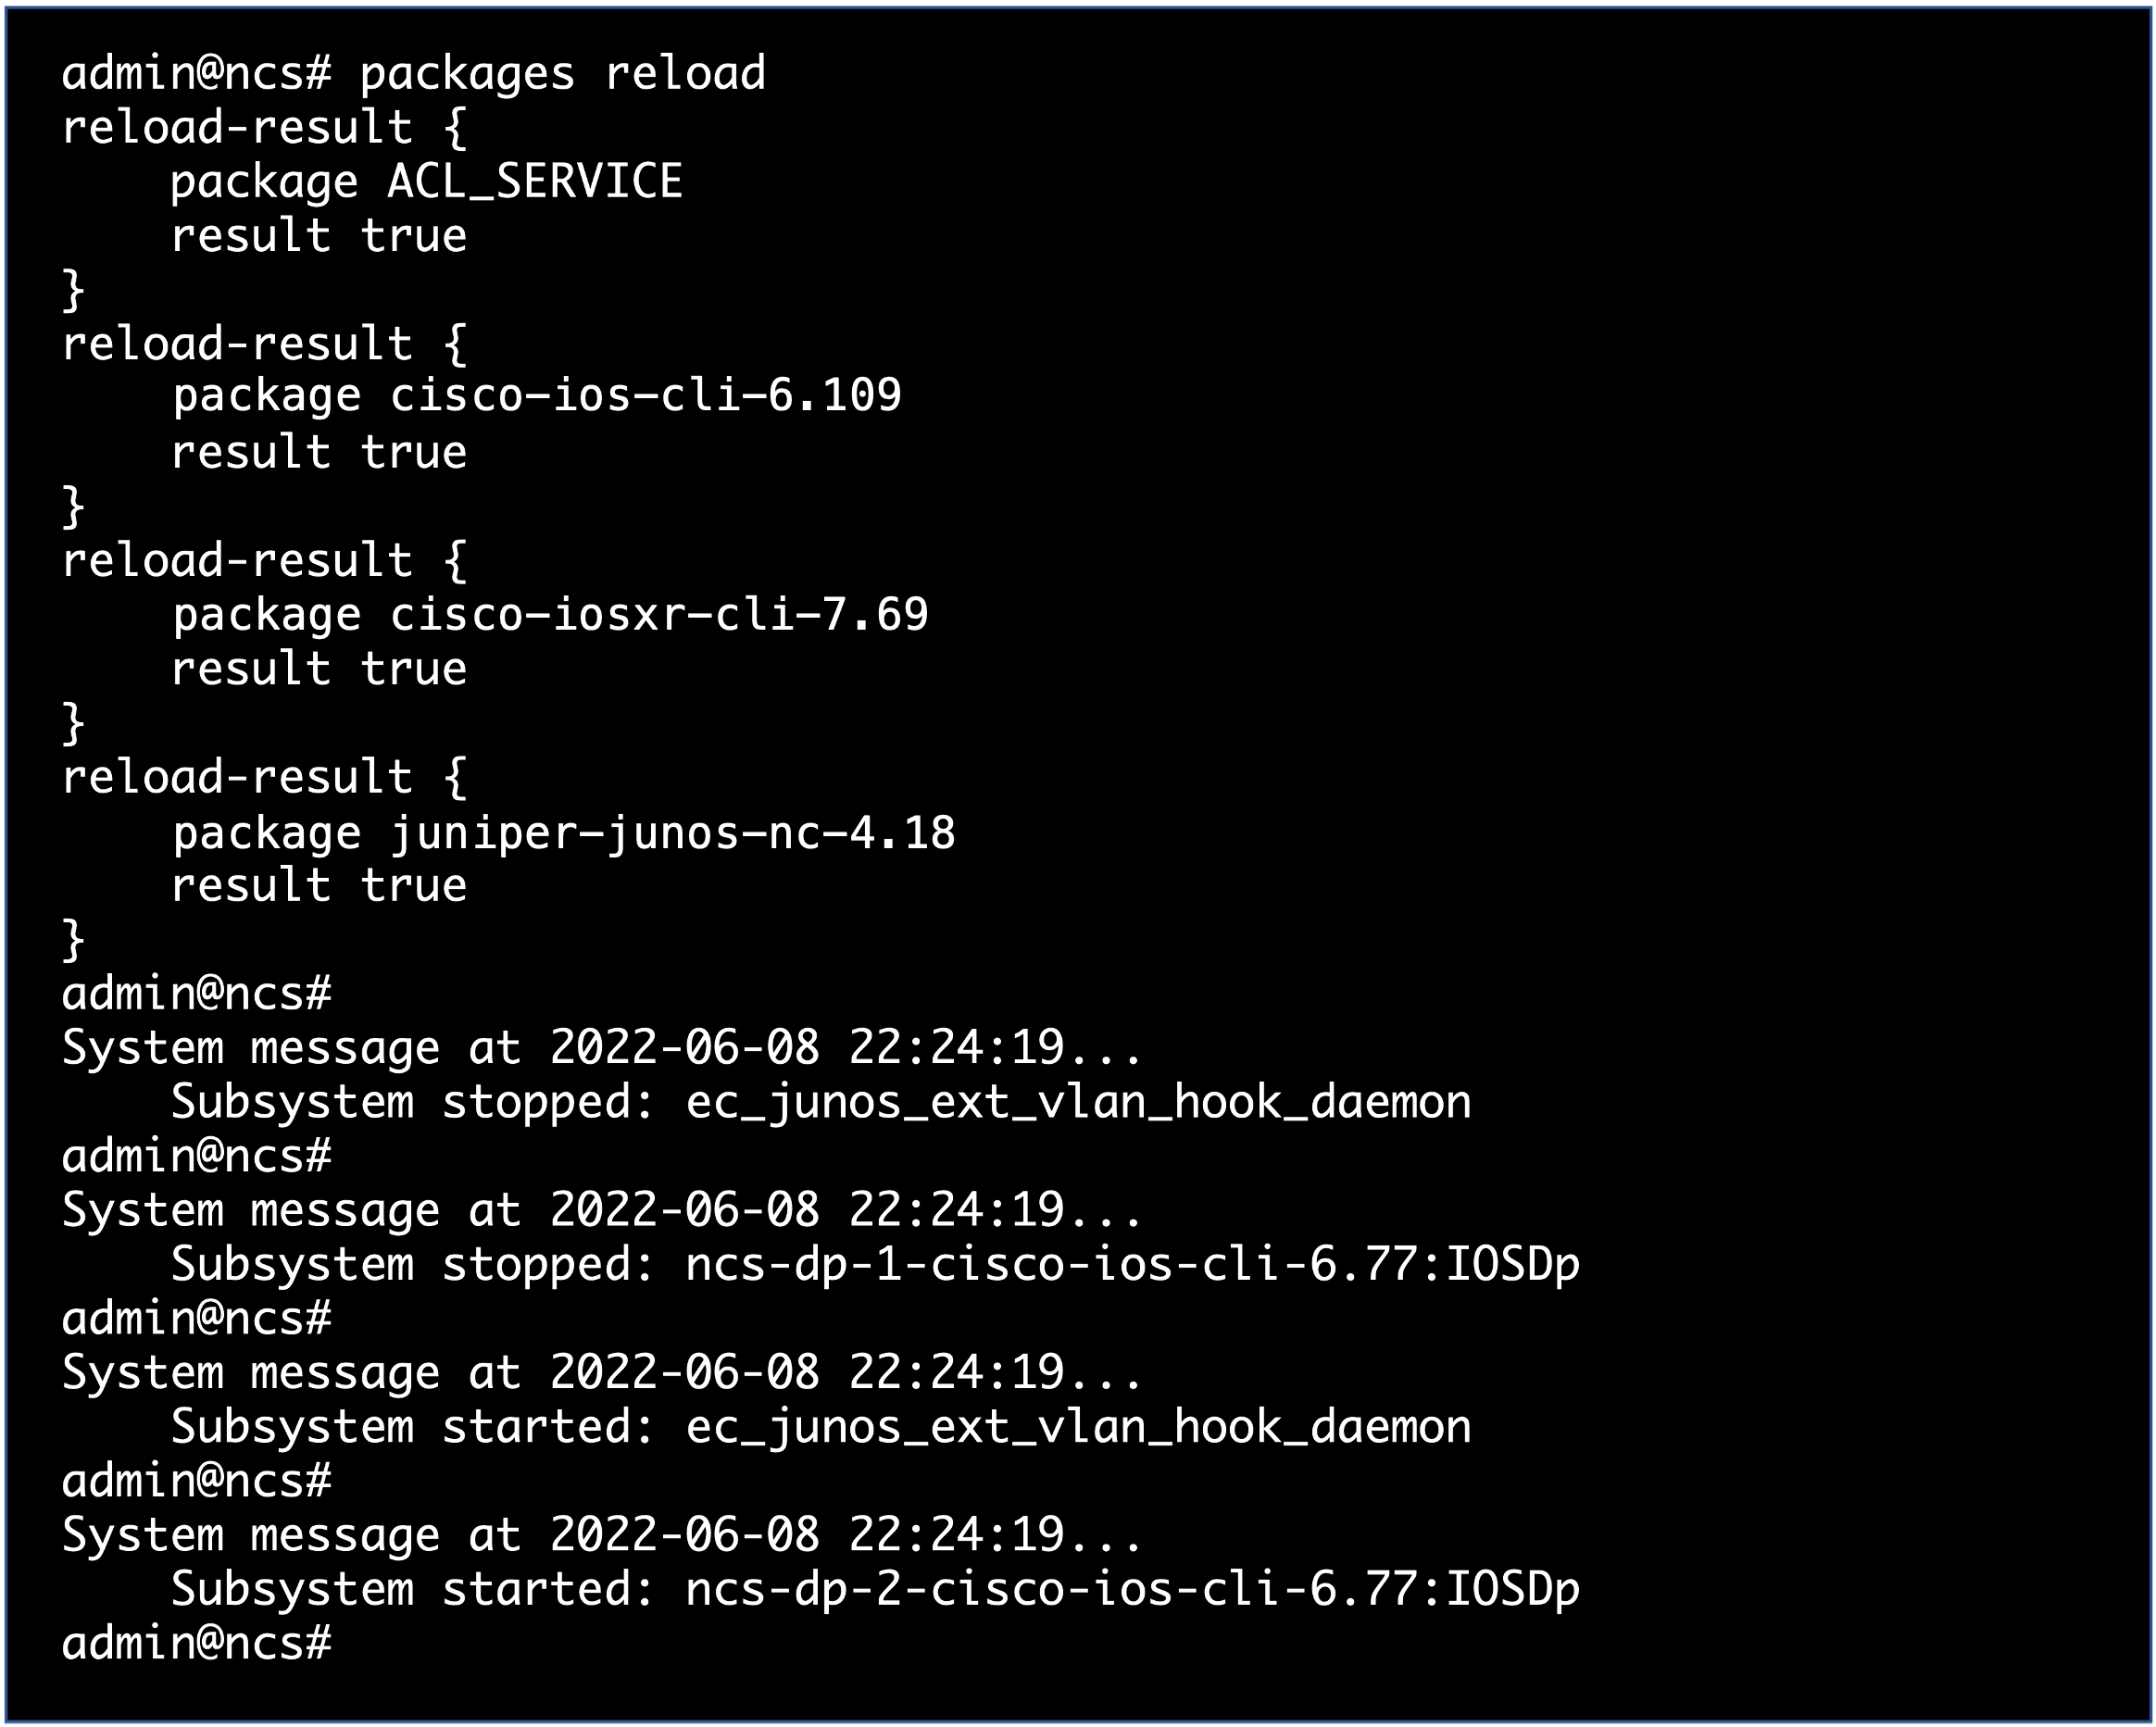 admin@ncs# packages reload
reload-result {
    package ACL_SERVICE
    result true
}
reload-result {
    package cisco-ios-cli-6.109
    result true
}
reload-result {
    package cisco-iosxr-cli-7.69
    result true
}
reload-result {
    package juniper-junos-nc-4.18
    result true
}
admin@ncs#
System message at 2022-06-08 22:24:19...
    Subsystem stopped: ec_junos_ext_vlan_hook_daemon
admin@ncs#
System message at 2022-06-08 22:24:19...
    Subsystem stopped: ncs-dp-1-cisco-ios-cli-6.77:IOSDp
admin@ncs#
System message at 2022-06-08 22:24:19...
    Subsystem started: ec_junos_ext_vlan_hook_daemon
admin@ncs#
System message at 2022-06-08 22:24:19...
    Subsystem started: ncs-dp-2-cisco-ios-cli-6.77:IOSDp
admin@ncs#